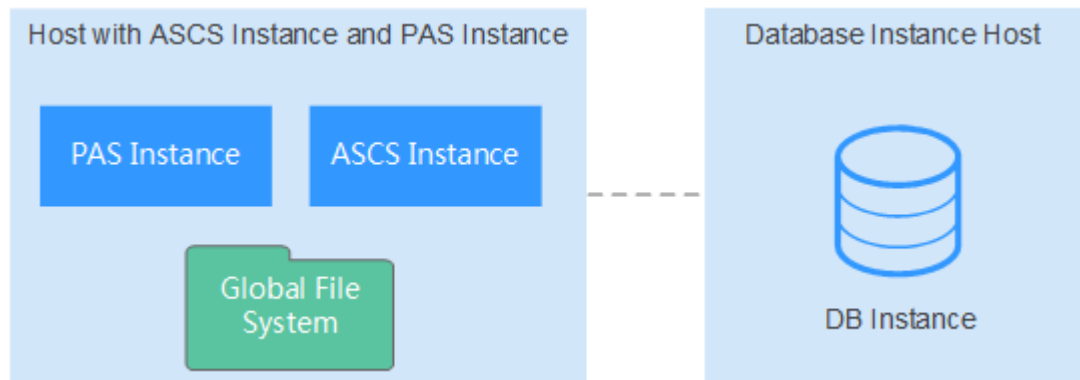 Host with ASCS Instance and PAS Instance
PAS Instance
ASCS Instance
Global File
System
Database Instance Host
DB Instance